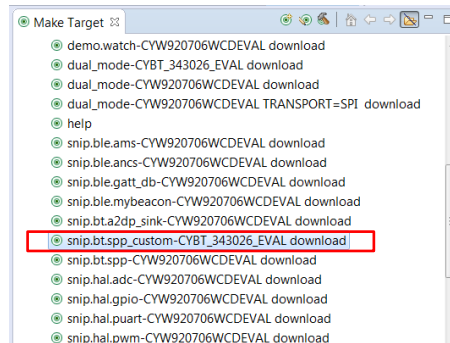 Make Target
demo.watch-CYW920706WCDEVAL download
dual_mode-CYBT_343026_EVAL download
dual_mode-CYW920706WCDEVAL TRANSPORT=SPI download
help
snip.ble.ams-CYW920706WCDEVAL download
snip.ble.ancs-CYW920706WCDEVAL download
snip.ble.gatt_db-CYW920706WCDEVAL download
snip.ble.mybeacon-CYW920706WCDEVAL download
snip.bt.a2dp_sink-CYW920706WCDEVAL download
snip.bt.spp_custom-CYBT_343026_EVAL download
snip.bt.spp-CYW920706WCDEVAL download
snip.hal.adc-CYW920706WCDEVAL download
snip.hal.gpio-CYW920706WCDEVAL download
snip.hal.puart-CYW920706WCDEVAL download
snip.hal.pwm-CYW920706WCDEVAL download